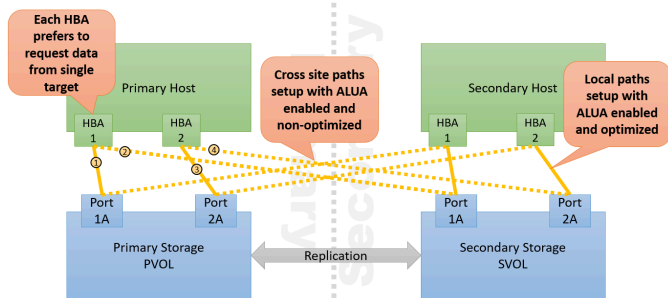 Each HBA
prefers to
request data
from single
target
Primary Host
Cross site paths
setup with ALUA
enabled and
non-optimized
Secondary Host
Local paths
setup with
ALUA enabled
and optimized
HBA
1
HBA
2
HBA
1
HBA
2
1
2
3
4
Port
1A
Port
2A
Port
1A
Port
2A
Primary Storage
PVOL
Replication
Secondary Storage
SVOL
secondary